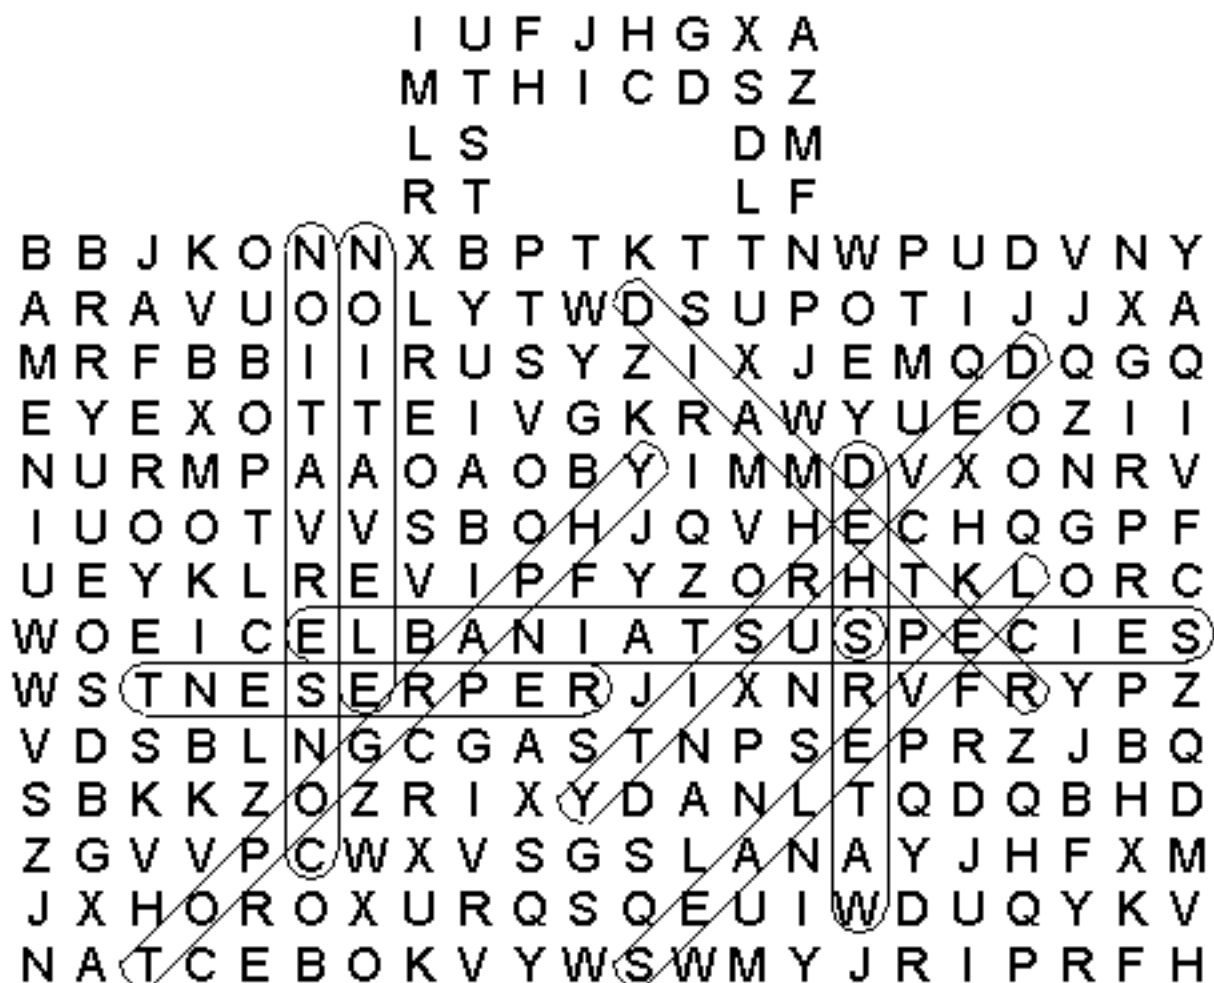 I U F J H G X A
M T H I C D S Z
L S D M
R T L F
B B J K O N N X B P T K T T N W P U D V N Y
A R A V U O O L Y T W D S U P O T I J J X A
M R F B B I I R U S Y Z I X J E M Q D Q G Q
E Y E X O T T E I V G K R A W Y U E O Z I I
N U R M P A A O A O B Y I M M D V X O N R V
I U O O T V V S B O H J Q V H E C H Q G P F
U E Y K L R E V I P F Y Z O R H T K L O R C
W O E I C E L B A N I A T S U S P E C I E S
W S T N E S E R P E R J I X N R V F R Y P Z
V D S B L N G C G A S T N P S E P R Z J B Q
S B K K Z O Z R I X Y D A N L T Q D Q B H D
Z G V V P C W X V S G S L A N A Y J H F X M
J X H O R O X U R Q S Q E U I W D U Q Y K V
N A T C E B O K V Y W S W M Y J R I P R F H